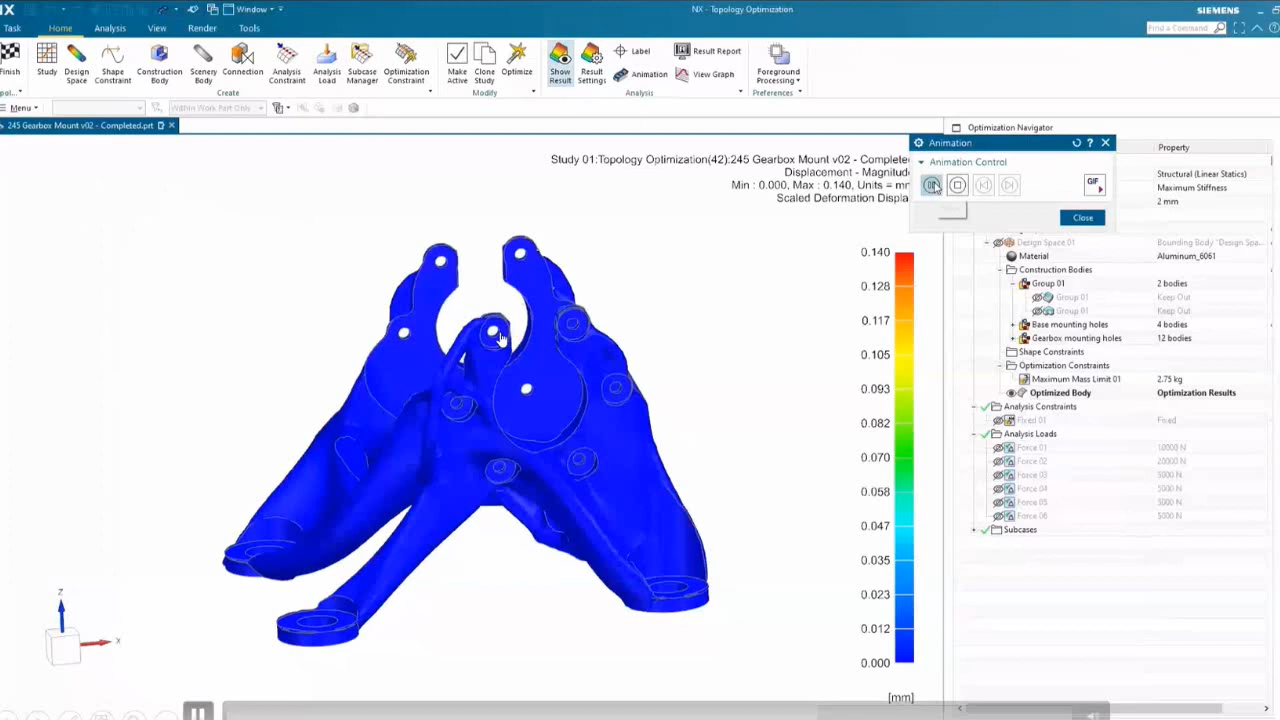 NX
Window
NX - Topology Optimization
SIEMENS
Task Home Analysis View Render Tools
Find a Command
Finish
Study
Design Space
Shape Constraint
Construction Body
Scenery Body
Connection
Analysis Constraint
Analysis Load
Subcase Manager
Optimization Constraint
Make Active
Clone Study
Optimize
Show Result
Result Settings
Label
Animation
Result Report
View Graph
Foreground Processing
Create
Modify
Analysis
Preferences
Menu
Within Work Part Only
245 Gearbox Mount v02 - Completed.prt
Optimization Navigator
Animation
Property
Animation Control
GIF
Close
Study 01:Topology Optimization(42):245 Gearbox Mount v02 - Complete
Displacement - Magnitu
Min : 0.000, Max : 0.140, Units = mm
Scaled Deformation Displa
Structural (Linear Statics)
Maximum Stiffness
2 mm
Design Space 01 Bounding Body "Design Spa...
Material Aluminum_6061
Construction Bodies
Group 01 2 bodies
Group 01 Keep Out
Group 01 Keep Out
Base mounting holes 4 bodies
Gearbox mounting holes 12 bodies
Shape Constraints
Optimization Constraints
Maximum Mass Limit 01 2.75 kg
Optimized Body Optimization Results
Analysis Constraints
Fixed 01 Fixed
Analysis Loads
Force 01 10000 N
Force 02 20000 N
Force 03 5000 N
Force 04 5000 N
Force 05 5000 N
Force 06 5000 N
Subcases
0.140
0.128
0.117
0.105
0.093
0.082
0.070
0.058
0.047
0.035
0.023
0.012
0.000
[mm]
Z
X